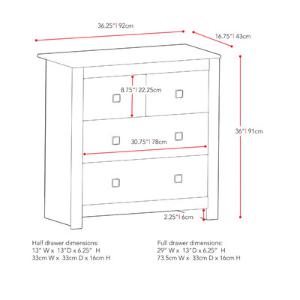 36.25"|92cm
16.75"|43cm
8.75"|22.25cm
36"|91cm
30.75"|78cm
2.25"|6cm
Half drawer dimensions:
13" W x 13"D x 6.25" H
33cm W x 33cm D x 16cm H
Full drawer dimensions:
29" W x 13"D x 6.25" H
73.5cm W x 33cm D x 16cm H